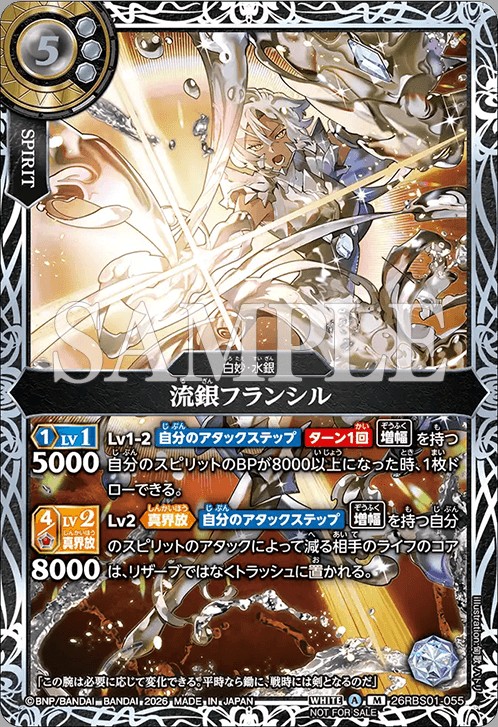 5
SPIRIT
SAMPLE
白妙・水銀
流銀フランシル
1 LV1
5000
Lv1-2 自分のアタックステップ ターン1回 増幅を持つ
自分のスピリットのBPが8000以上になった時、1枚ド
ローできる。
4 LV2 真界放
8000
Lv2 真界放 自分のアタックステップ 増幅を持つ自分
のスピリットのアタックによって減る相手のライフのコア
は、リザーブではなくトラッシュに置かれる。
「この腕は必要に応じて変化できる。平時なら鋤に、戦時には剣となるのだ」
©BNP/BANDAI BANDAI 2026 MADE IN JAPAN
WHITE A M 26RBS01-055
NOT FOR SALE